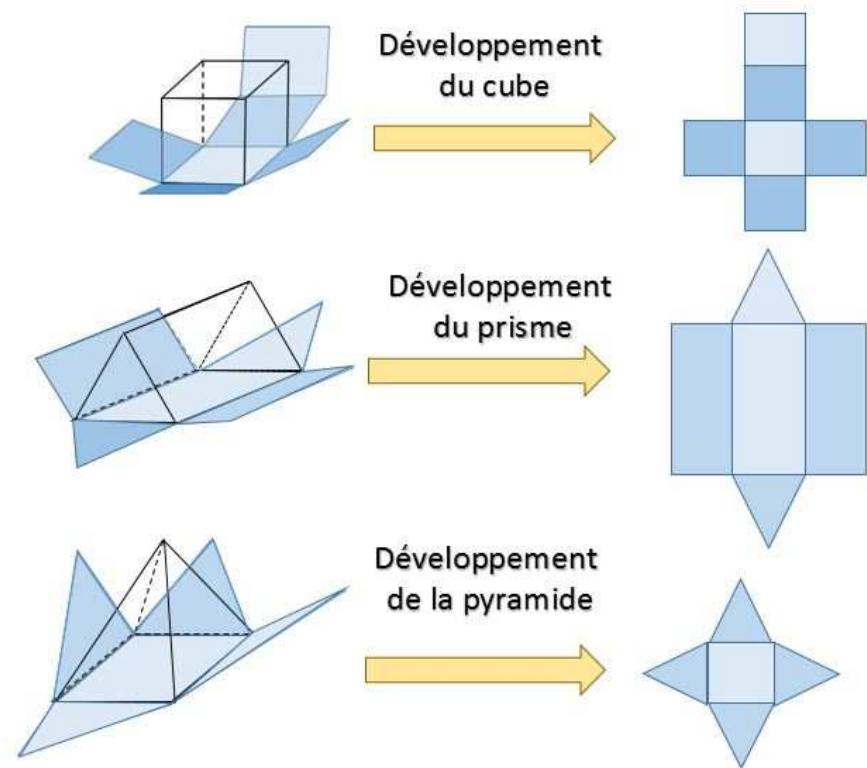 Développement
du cube
Développement
du prisme
Développement
de la pyramide